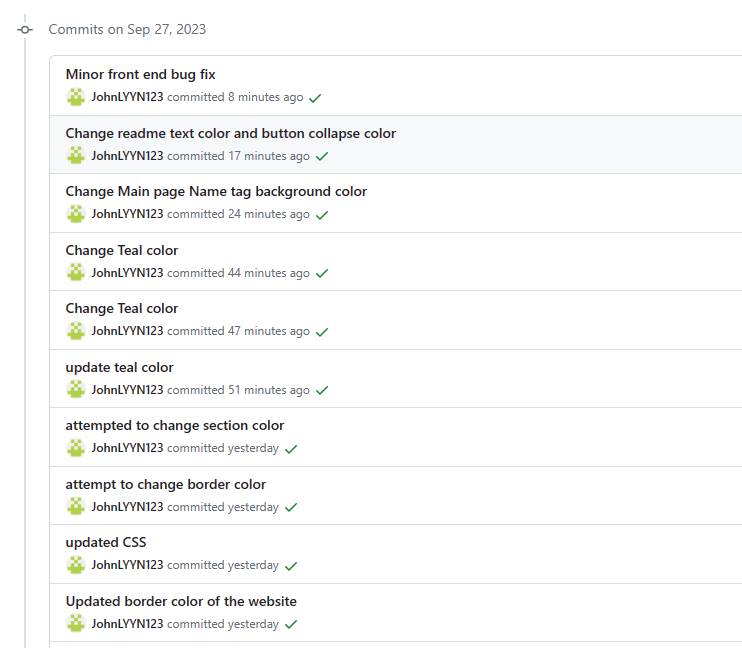 Commits on Sep 27, 2023
Minor front end bug fix
JohnLYYN123 committed 8 minutes ago
Change readme text color and button collapse color
JohnLYYN123 committed 17 minutes ago
Change Main page Name tag background color
JohnLYYN123 committed 24 minutes ago
Change Teal color
JohnLYYN123 committed 44 minutes ago
Change Teal color
JohnLYYN123 committed 47 minutes ago
update teal color
JohnLYYN123 committed 51 minutes ago
attempted to change section color
JohnLYYN123 committed yesterday
attempt to change border color
JohnLYYN123 committed yesterday
updated CSS
JohnLYYN123 committed yesterday
Updated border color of the website
JohnLYYN123 committed yesterday